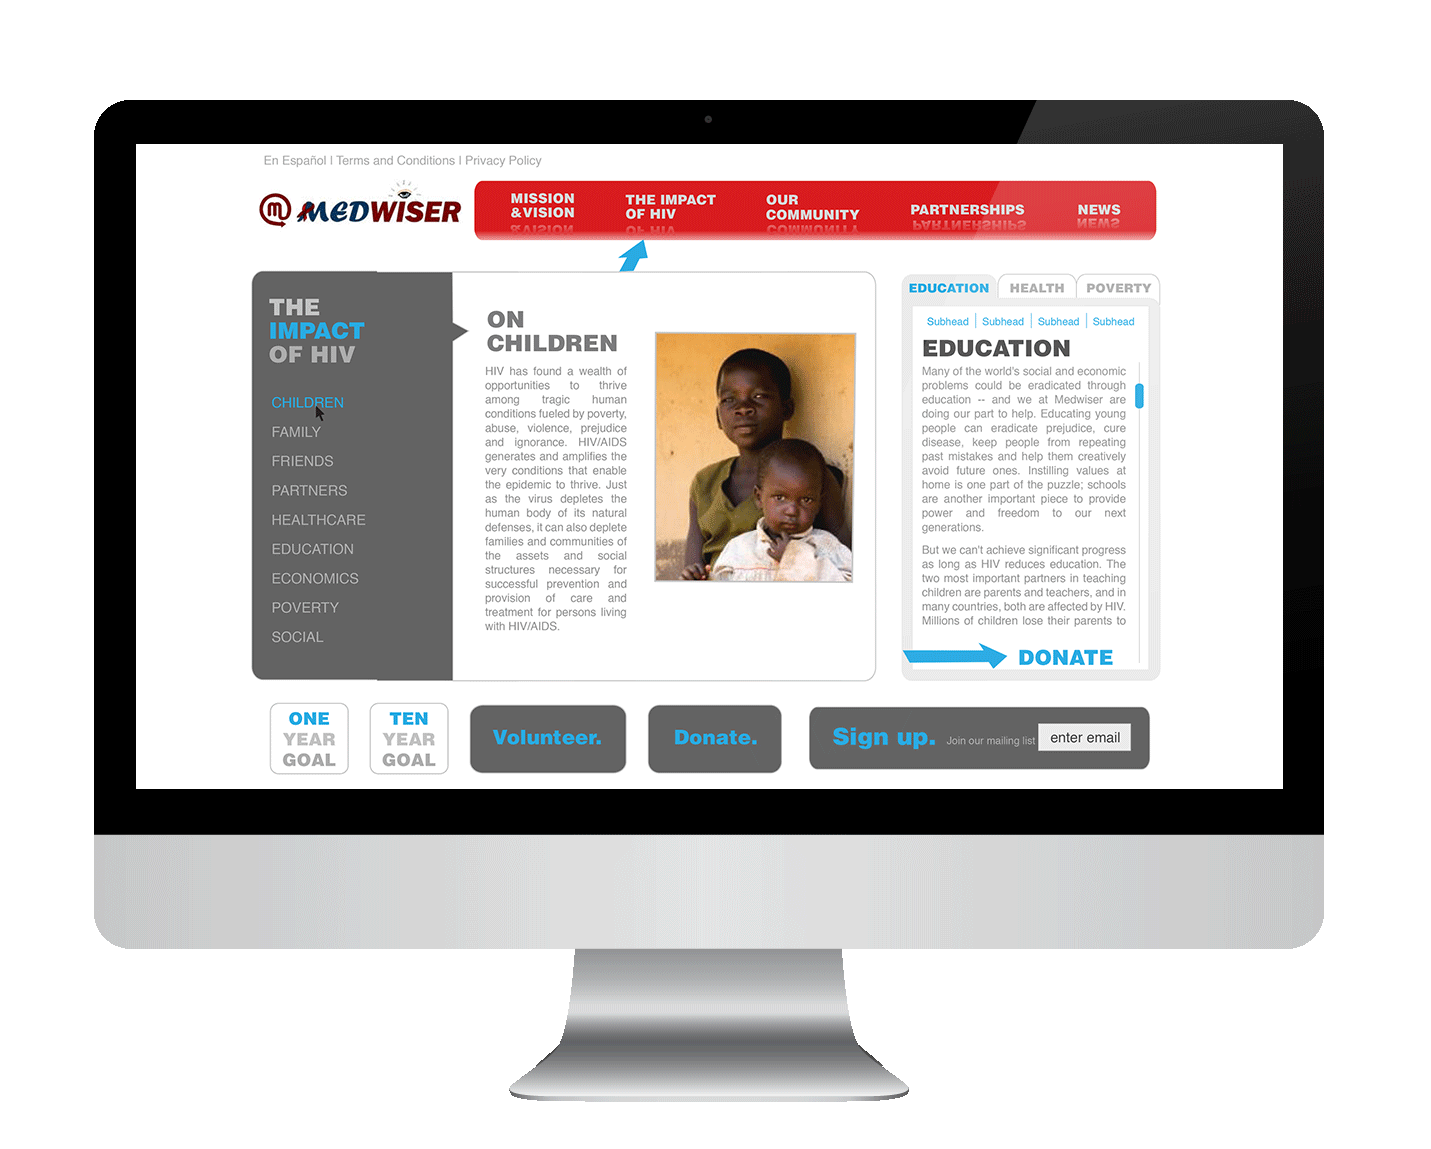 En Español I Terms and Conditions I Privacy Policy
MEDWISER
MISSION
&VISION
THE IMPACT
OF HIV
OUR
COMMUNITY
PARTNERSHIPS
NEWS
THE
IMPACT
OF HIV
CHILDREN
FAMILY
FRIENDS
PARTNERS
HEALTHCARE
EDUCATION
ECONOMICS
POVERTY
SOCIAL
ON
CHILDREN
HIV has found a wealth of
opportunities to thrive
among tragic human
conditions fueled by poverty,
abuse, violence, prejudice
and ignorance. HIV/AIDS
generates and amplifies the
very conditions that enable
the epidemic to thrive. Just
as the virus depletes the
human body of its natural
defenses, it can also deplete
families and communities of
the assets and social
structures necessary for
successful prevention and
provision of care and
treatment for persons living
with HIV/AIDS.
EDUCATION
HEALTH
POVERTY
Subhead | Subhead | Subhead | Subhead
EDUCATION
Many of the world's social and economic
problems could be eradicated through
education -- and we at Medwiser are
doing our part to help. Educating young
people can eradicate prejudice, cure
disease, keep people from repeating
past mistakes and help them creatively
avoid future ones. Instilling values at
home is one part of the puzzle; schools
are another important piece to provide
power and freedom to our next
generations.
But we can't achieve significant progress
as long as HIV reduces education. The
two most important partners in teaching
children are parents and teachers, and in
many countries, both are affected by HIV.
Millions of children lose their parents to
DONATE
ONE
YEAR
GOAL
TEN
YEAR
GOAL
Volunteer.
Donate.
Sign up. Join our mailing list enter email